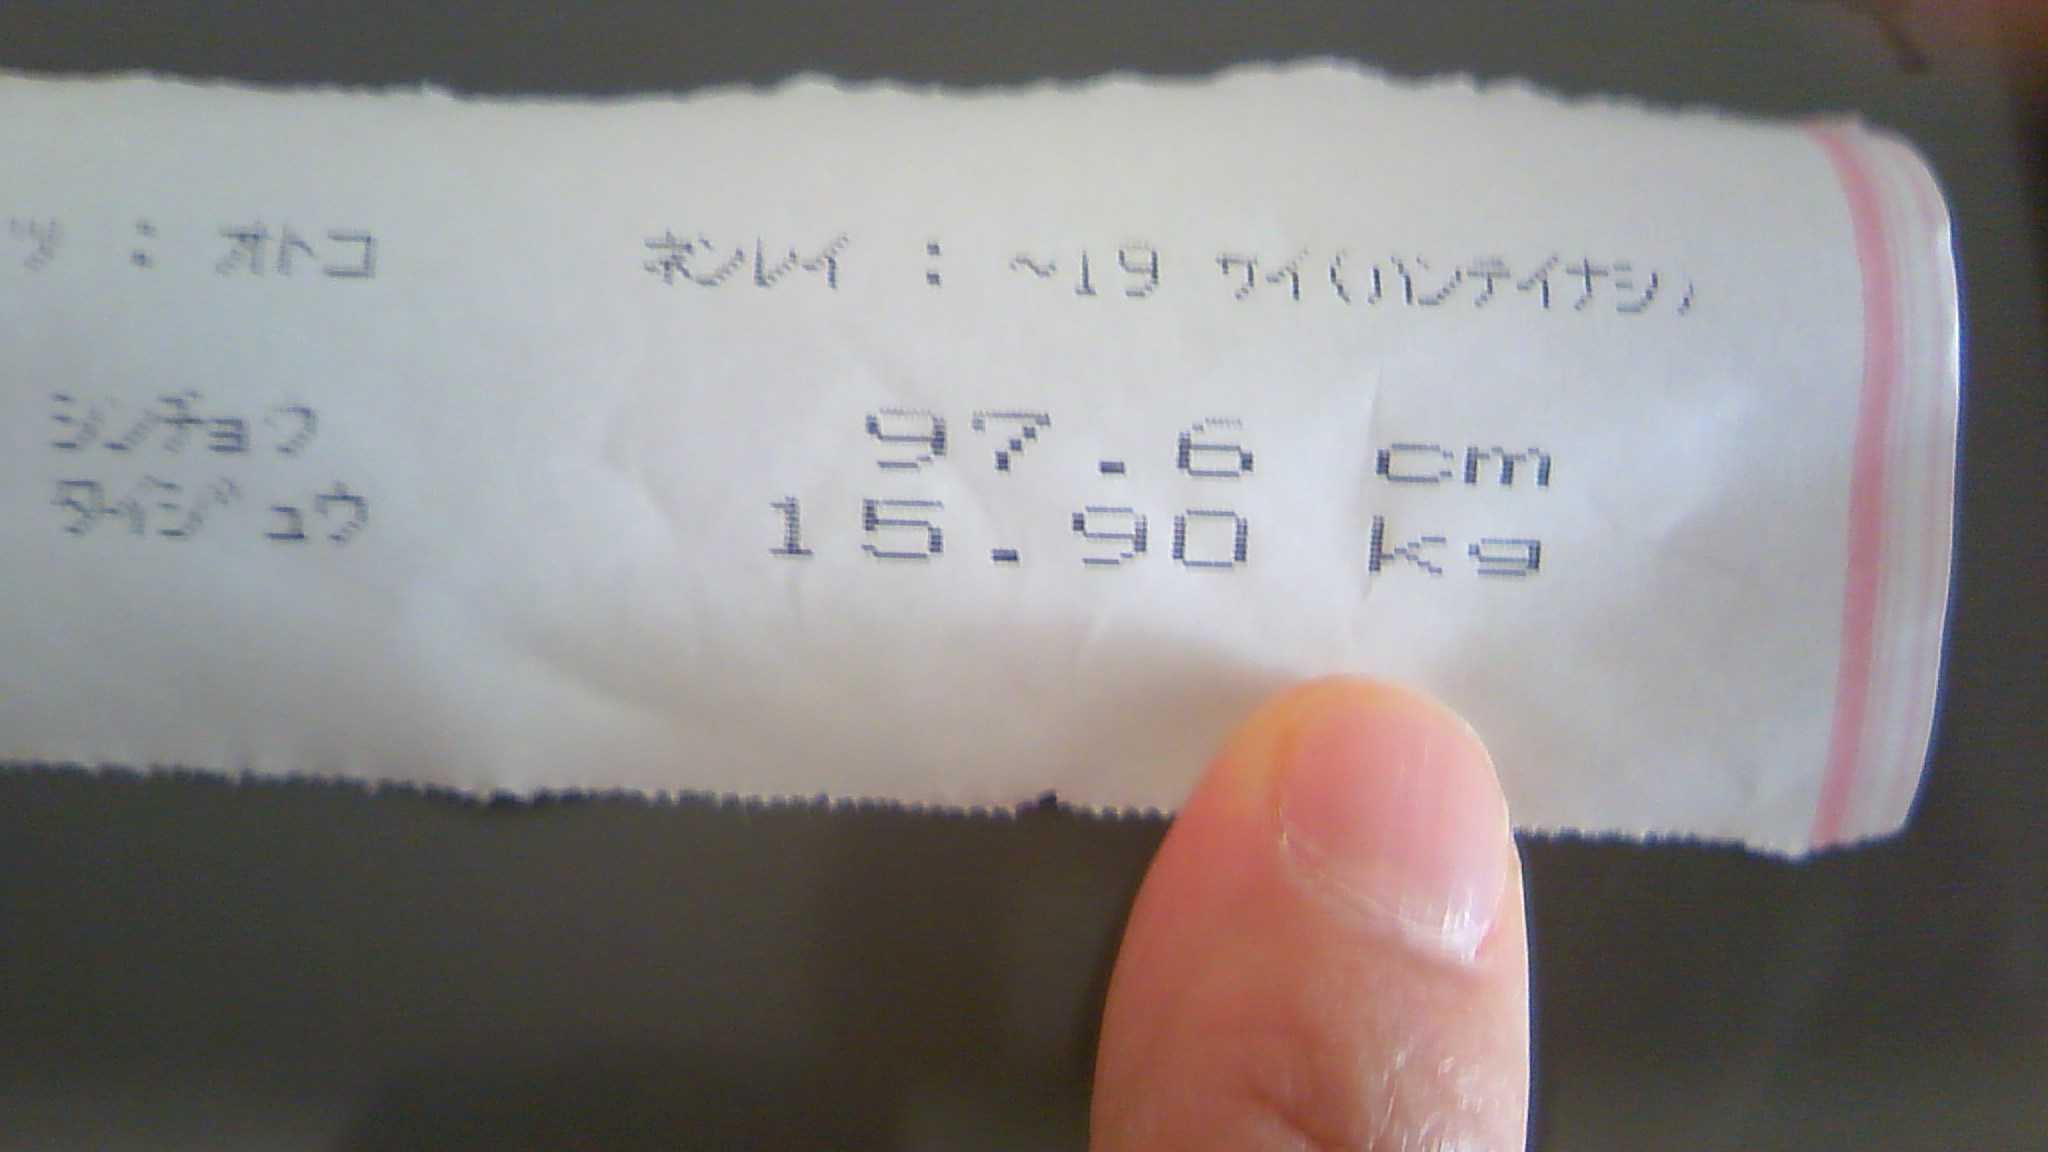 ツ : オトコ ネンレイ : ~19 サイ(ハンテイナシ)
シンチョウ 97.6 cm
タイジュウ 15.90 kg